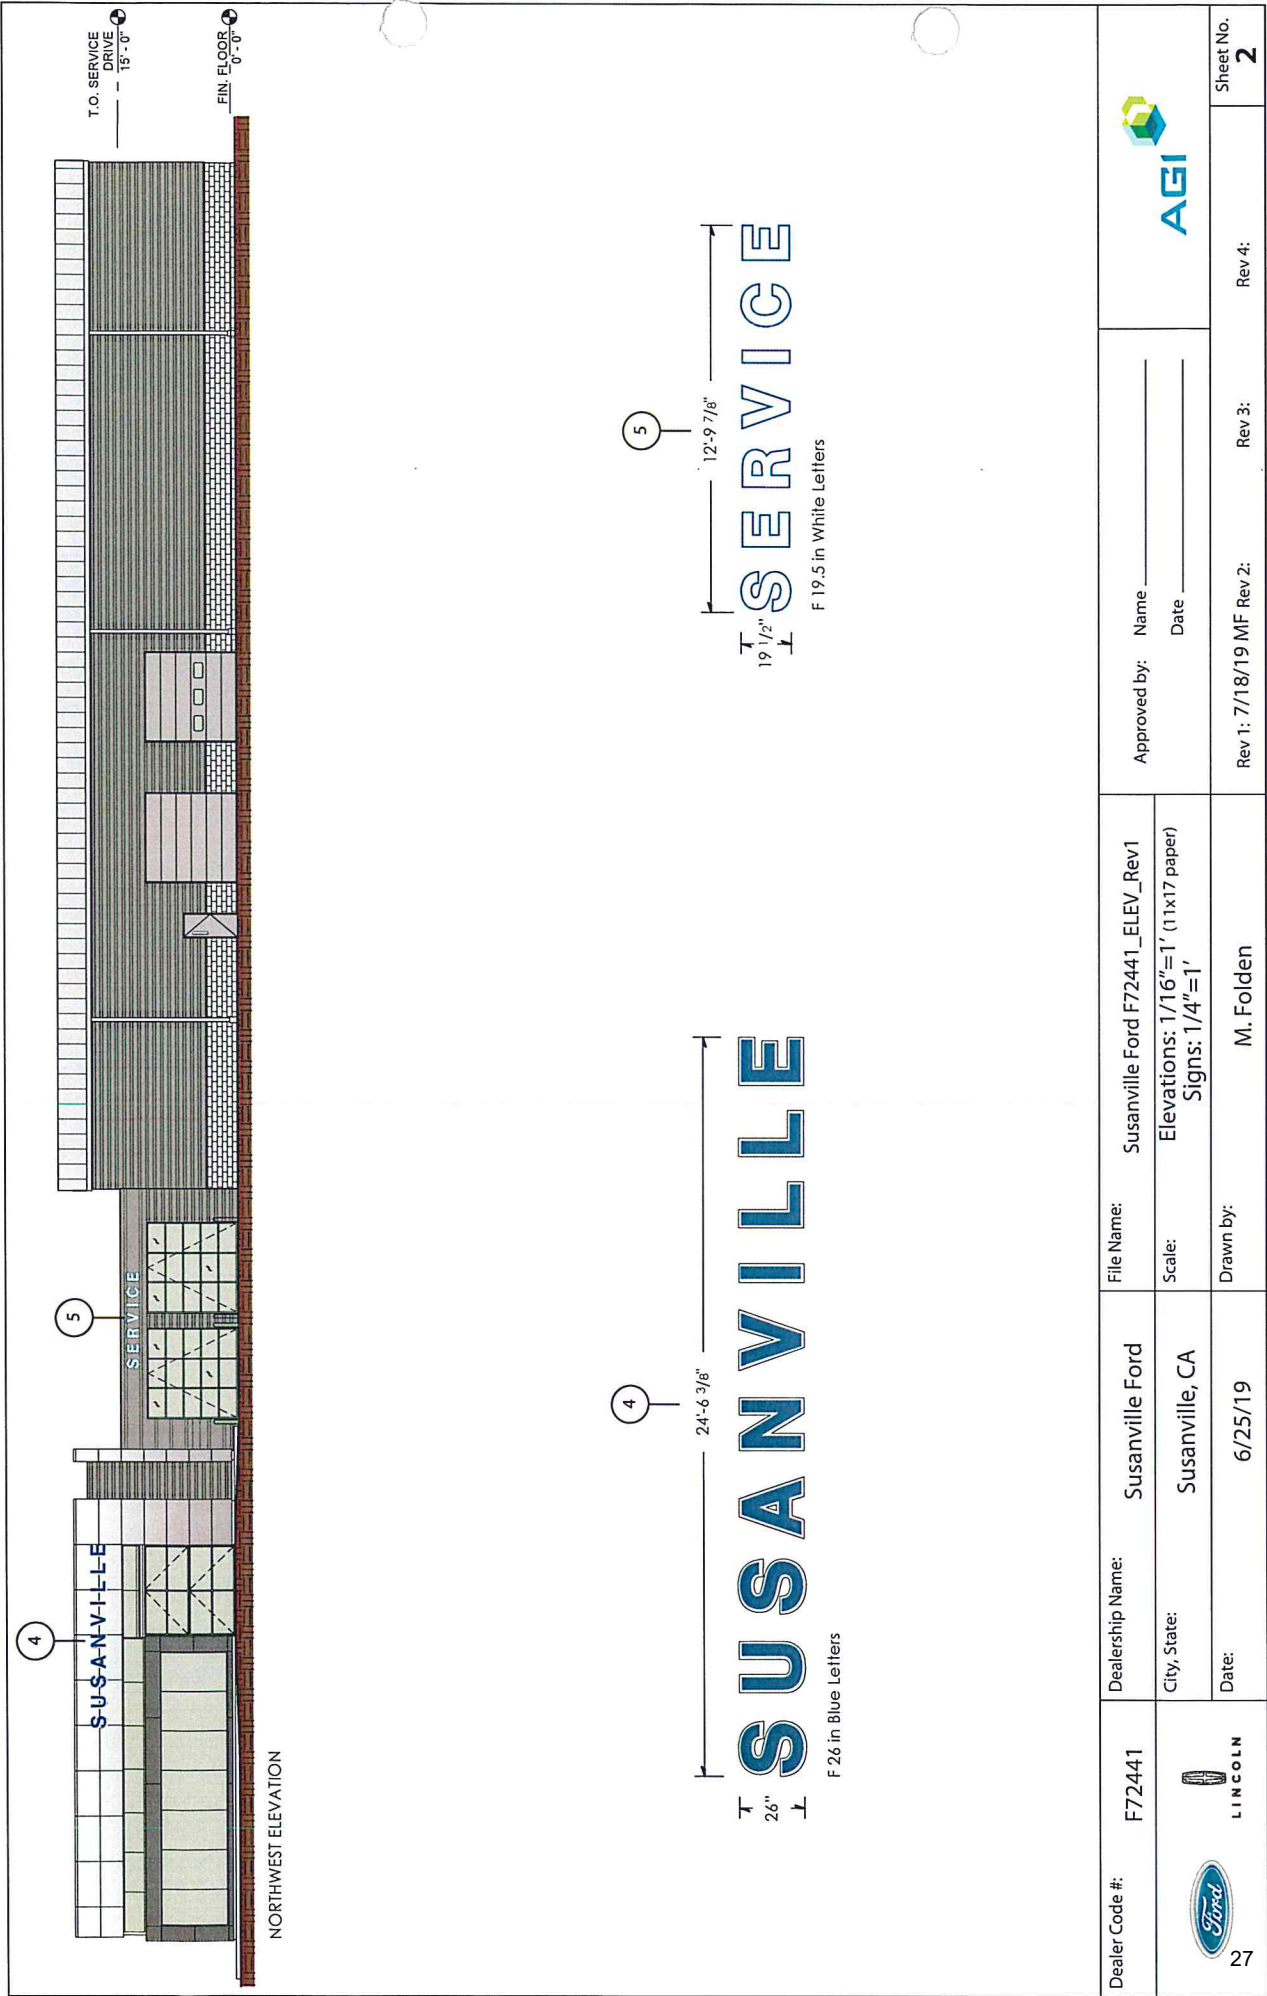 T.O. SERVICE
DRIVE
15' - 0"
FIN. FLOOR
0' - 0"
4
5
SUSANVILLE
SERVICE
NORTHWEST ELEVATION
4
24'-6 3/8"
26"
SUSANVILLE
F 26 in Blue Letters
5
12'-9 7/8"
19 1/2"
SERVICE
F 19.5 in White Letters
Dealer Code #: F72441
Ford
LINCOLN
Dealership Name: Susanville Ford
City, State: Susanville, CA
Date: 6/25/19
File Name: Susanville Ford F72441_ELEV_Rev1
Scale: Elevations: 1/16"=1' (11x17 paper)
Signs: 1/4"=1'
Drawn by: M. Folden
Approved by: Name
Date
Rev 1: 7/18/19 MF Rev 2: Rev 3: Rev 4:
AGI
Sheet No.
2
27